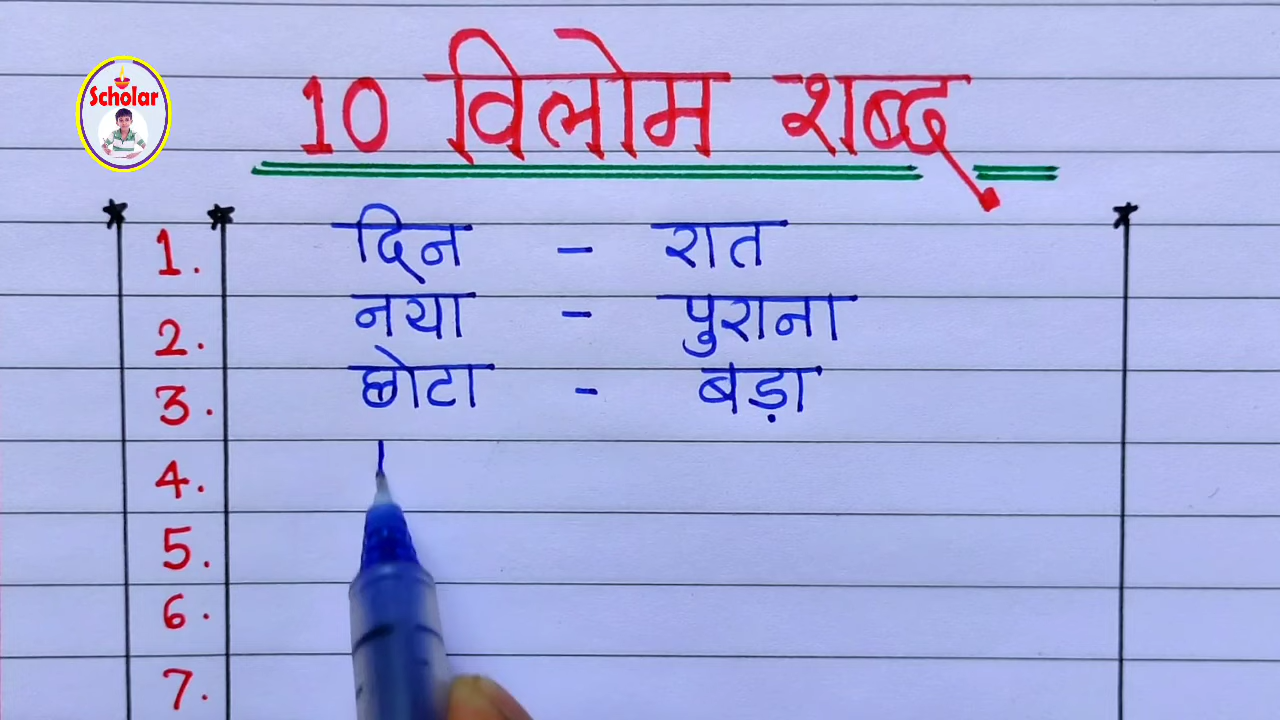 Scholar
10 विलोम शब्द
1. दिन - रात
2. नया - पुराना
3. छोटा - बड़ा
4.
5.
6.
7.